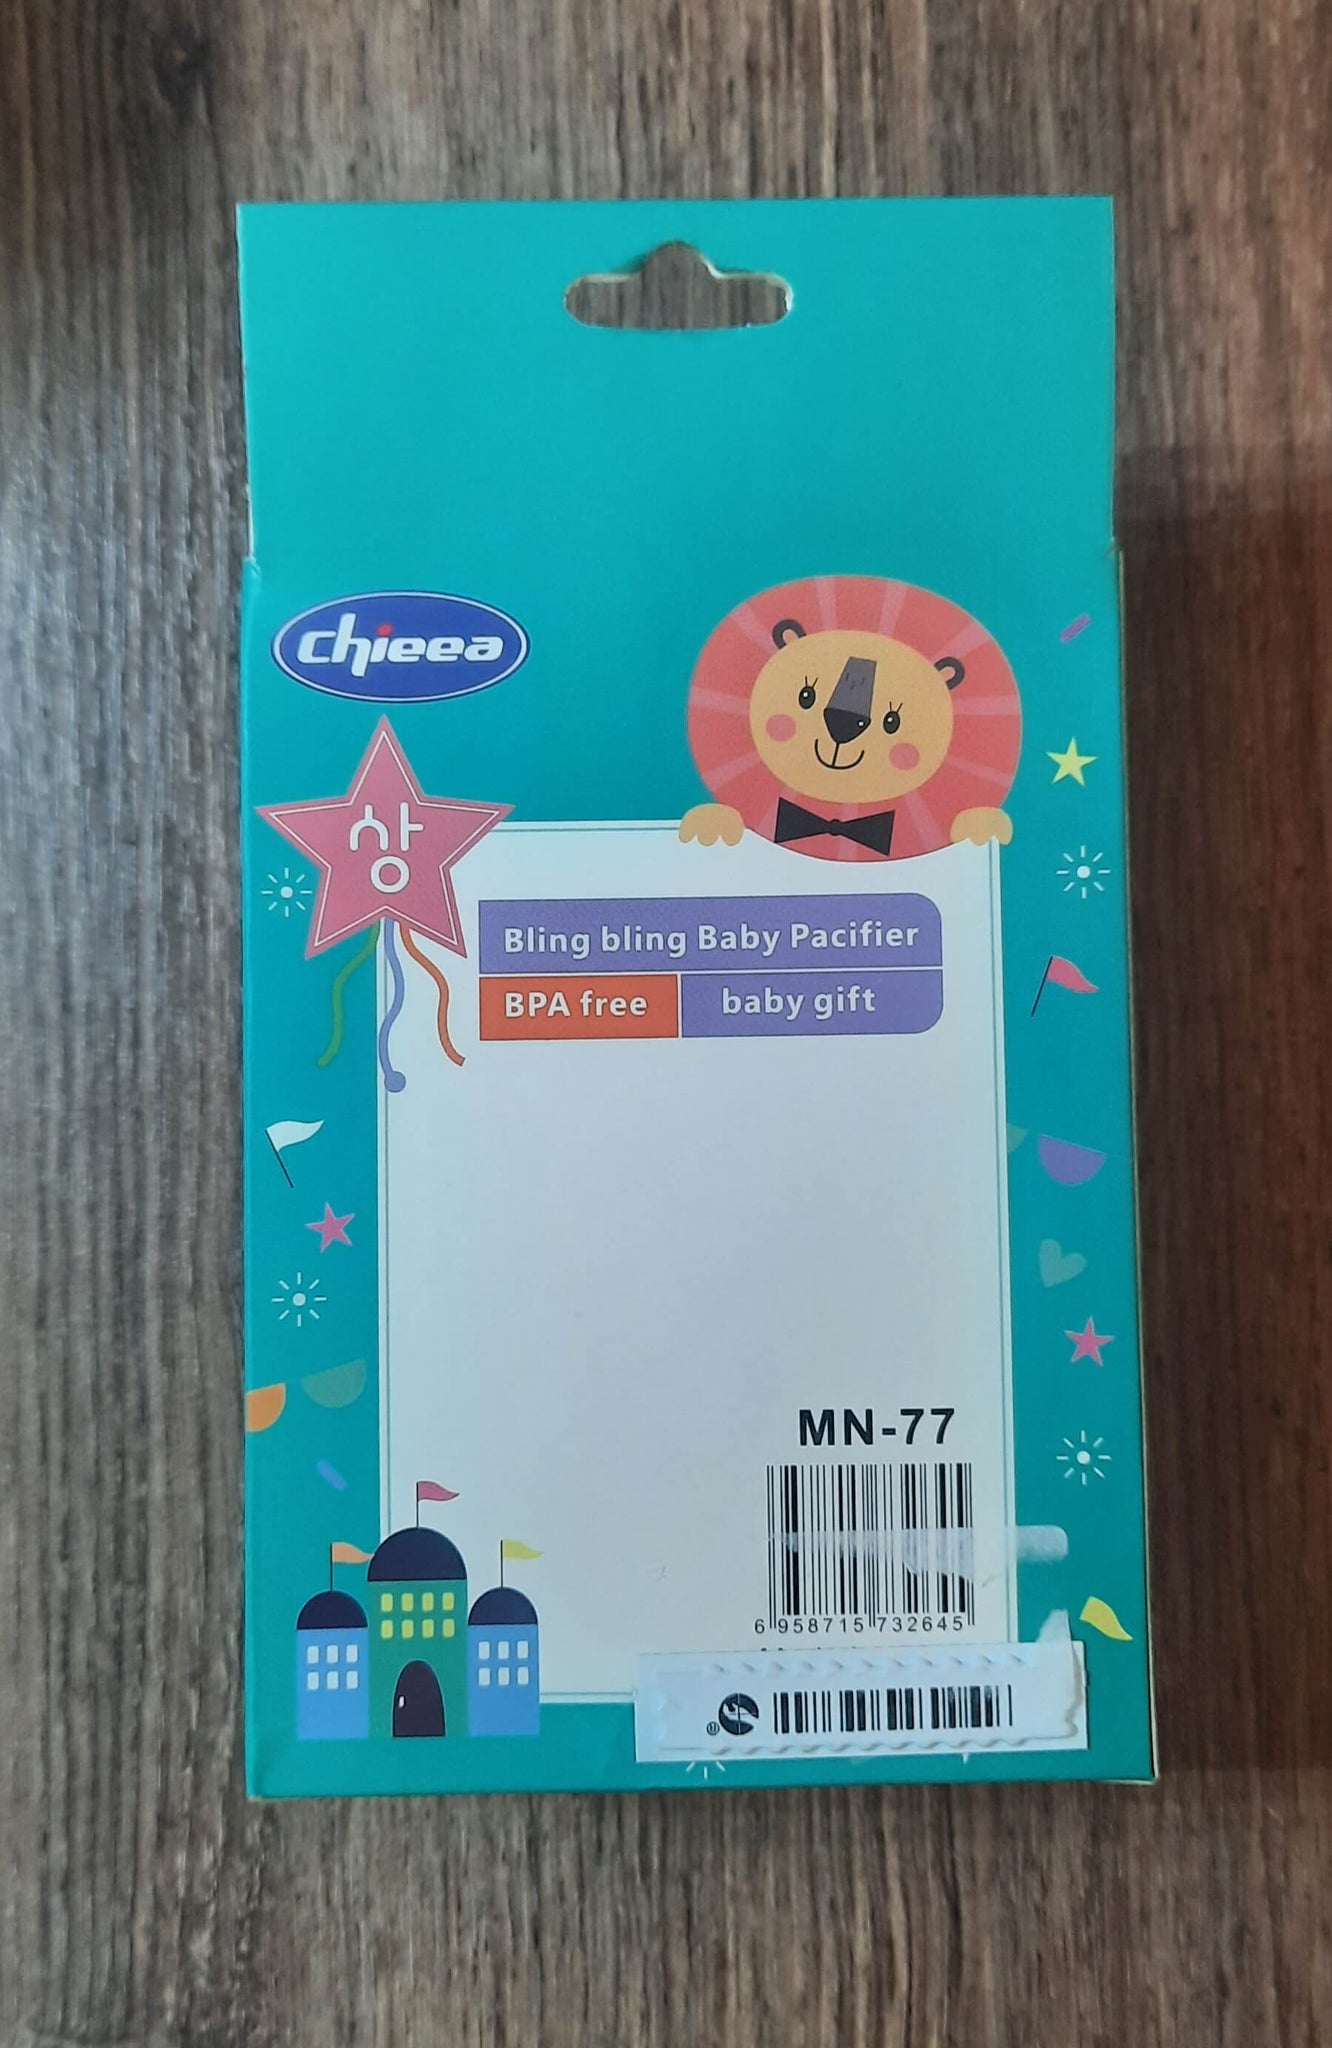 chieea
상
Bling bling Baby Pacifier
BPA free
baby gift
MN-77
6 958715 732645
®